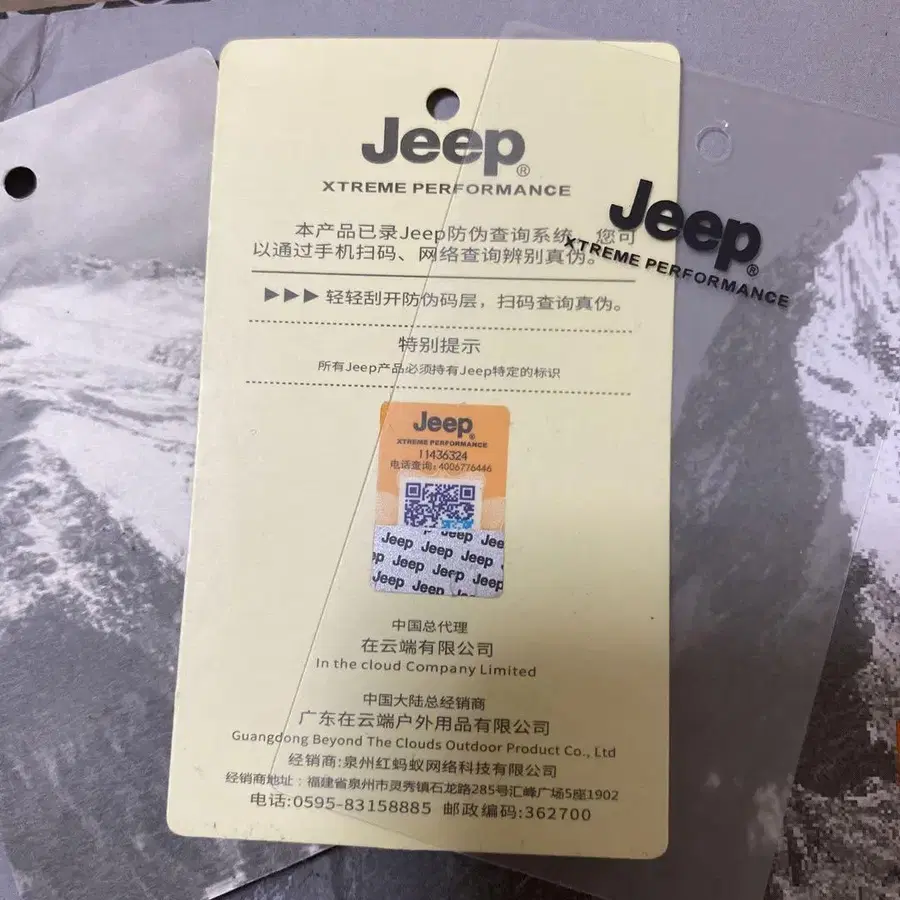 Jeep®
XTREME PERFORMANCE
本产品已录Jeep防伪查询系统，您可
以通过手机扫码、网络查询辨别真伪。
▶▶▶ 轻轻刮开防伪码层，扫码查询真伪。
特别提示
所有Jeep产品必须持有Jeep特定的标识
Jeep®
XTREME PERFORMANCE
11436324
电话查询：4006776446
Jeep Jeep Jeep
Jeep Jeep Jeep Jeep
Jeep Jeep Jeep Jeep
Jeep Jeep
中国总代理
在云端有限公司
In the cloud Company Limited
中国大陆总经销商
广东在云端户外用品有限公司
Guangdong Beyond The Clouds Outdoor Product Co., Ltd
经销商:泉州红蚂蚁网络科技有限公司
经销商地址：福建省泉州市灵秀镇石龙路285号汇峰广场5座1902
电话:0595-83158885 邮政编码:362700
Jeep®
XTREME PERFORMANCE